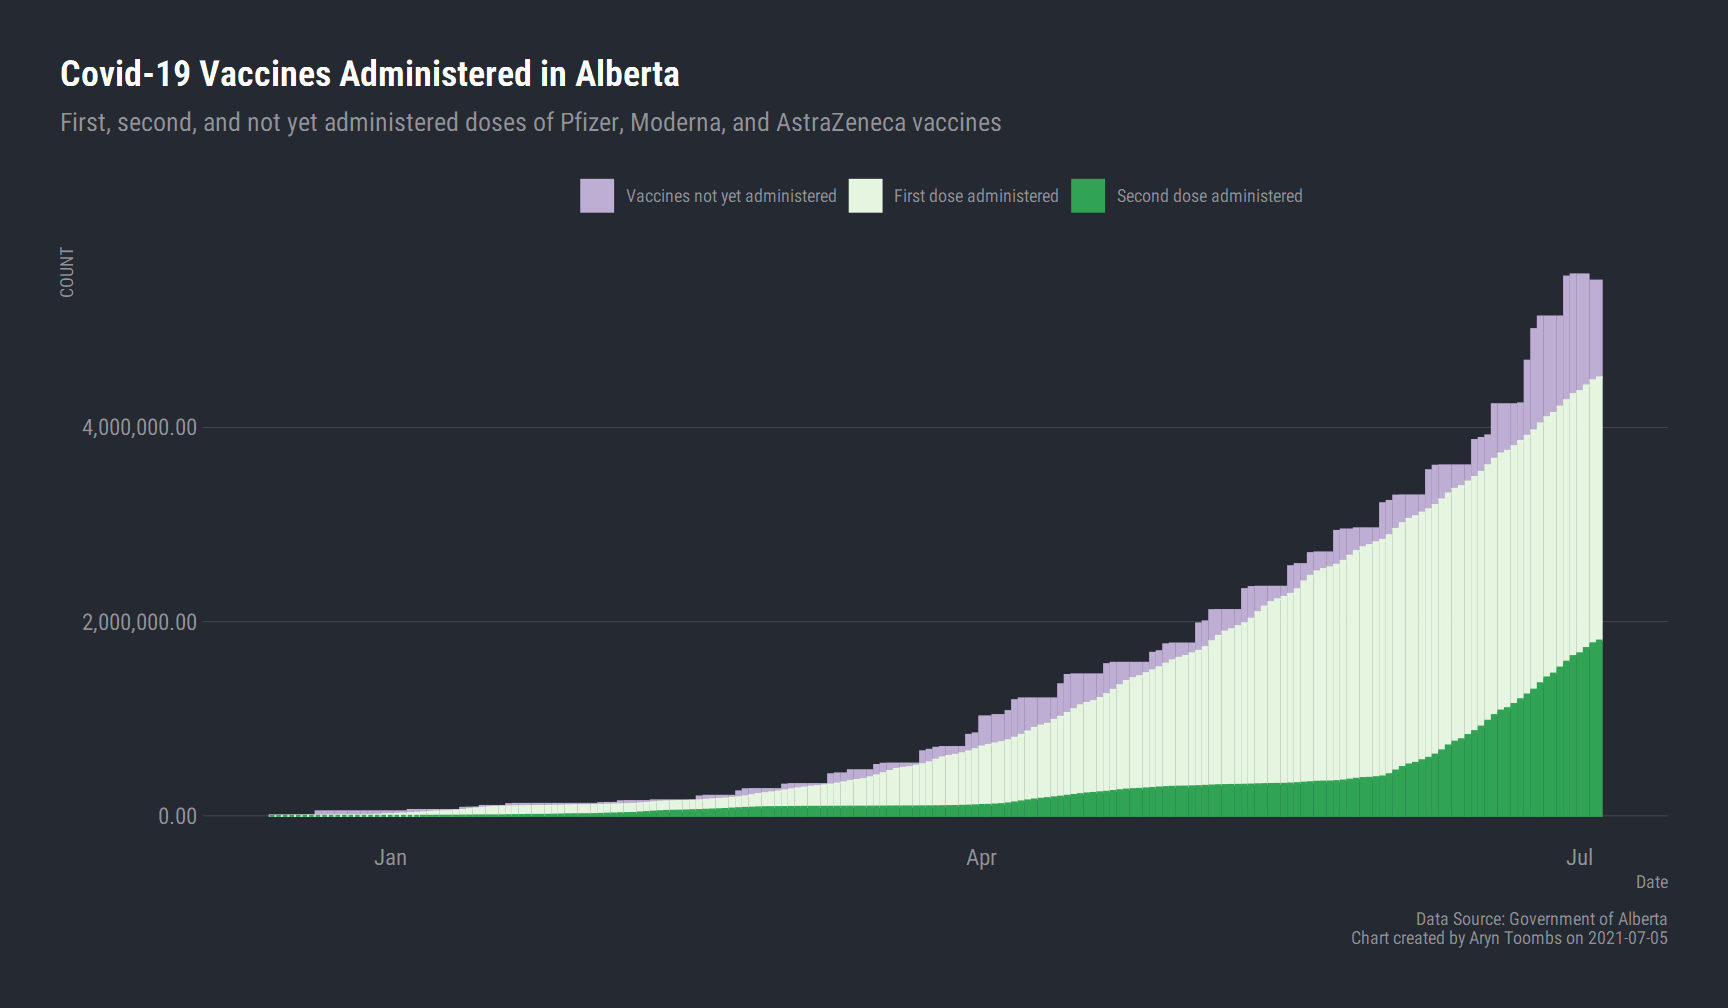 Covid-19 Vaccines Administered in Alberta
First, second, and not yet administered doses of Pfizer, Moderna, and AstraZeneca vaccines
Vaccines not yet administered First dose administered Second dose administered
COUNT
4,000,000.00
2,000,000.00
0.00
Jan Apr Jul
Date
Data Source: Government of Alberta
Chart created by Aryn Toombs on 2021-07-05